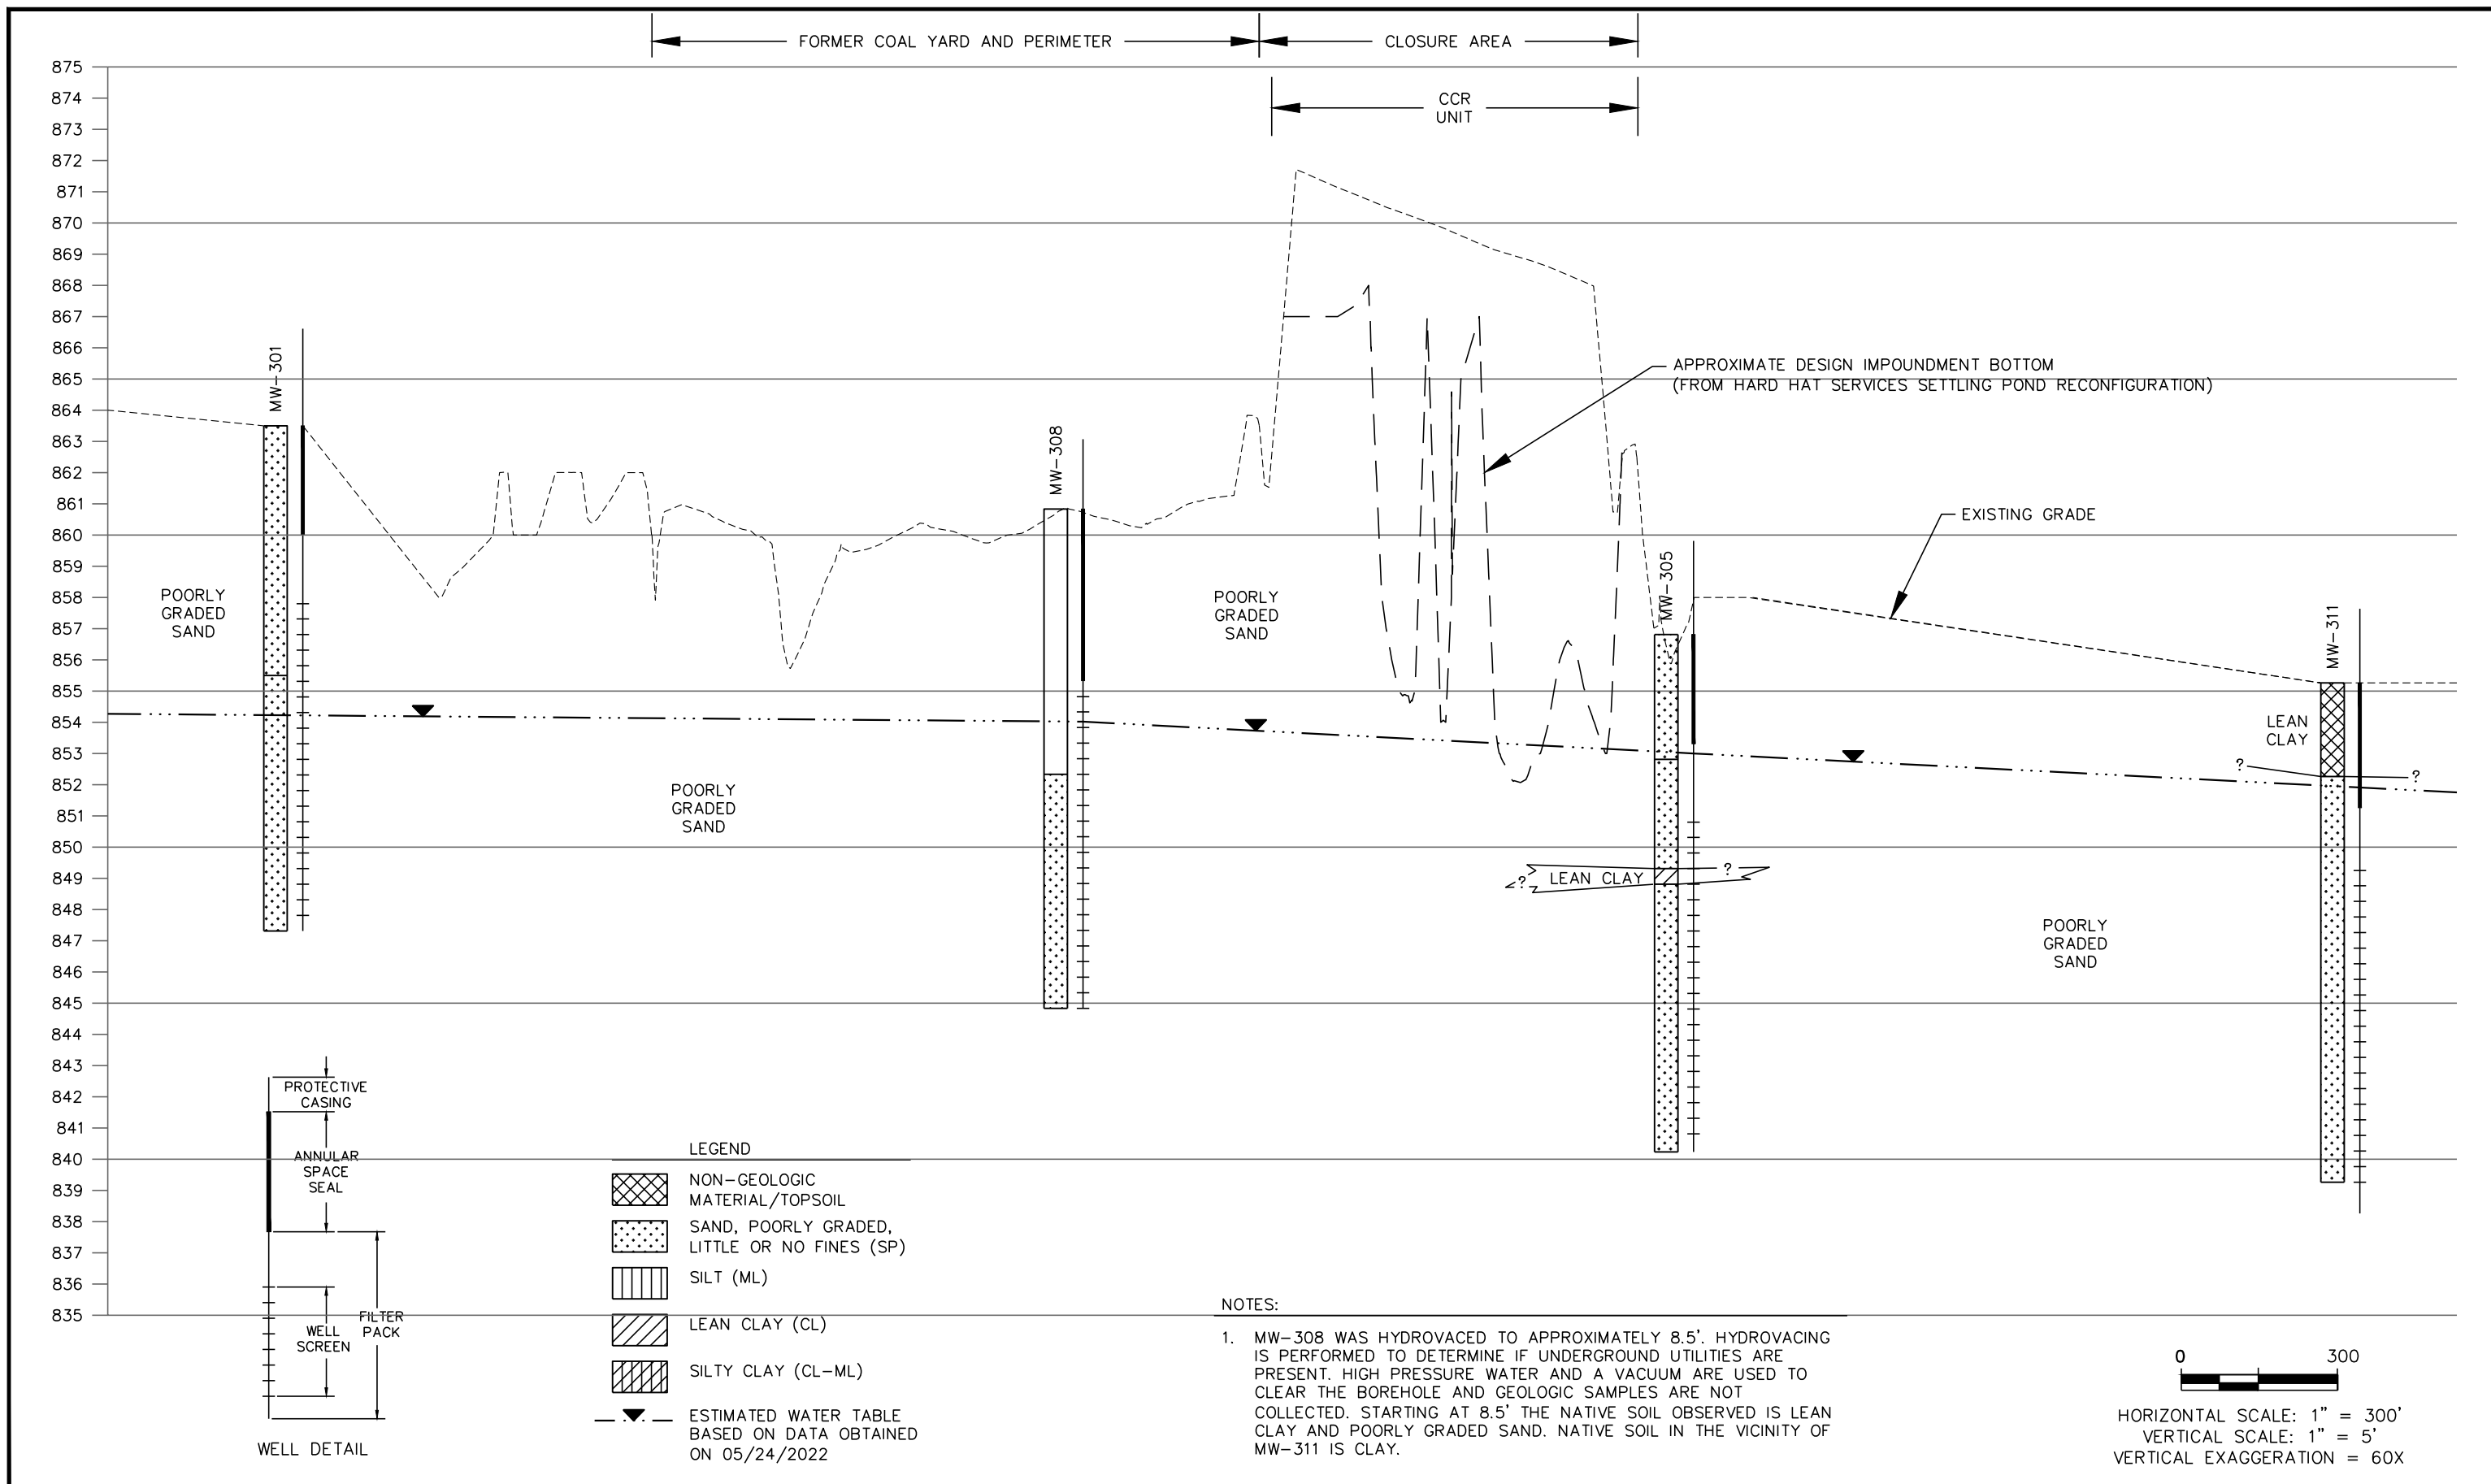 FORMER COAL YARD AND PERIMETER
CLOSURE AREA
CCR
UNIT
875
874
873
872
871
870
869
868
867
866
865
864
863
862
861
860
859
858
857
856
855
854
853
852
851
850
849
848
847
846
845
844
843
842
841
840
839
838
837
836
835
MW-301
MW-308
MW-305
MW-311
APPROXIMATE DESIGN IMPOUNDMENT BOTTOM
(FROM HARD HAT SERVICES SETTLING POND RECONFIGURATION)
EXISTING GRADE
POORLY
GRADED
SAND
POORLY
GRADED
SAND
POORLY
GRADED
SAND
LEAN
CLAY
?
?
?
LEAN CLAY
?
POORLY
GRADED
SAND
PROTECTIVE
CASING
ANNULAR
SPACE
SEAL
WELL
SCREEN
FILTER
PACK
WELL DETAIL
LEGEND
NON-GEOLOGIC
MATERIAL/TOPSOIL
SAND, POORLY GRADED,
LITTLE OR NO FINES (SP)
SILT (ML)
LEAN CLAY (CL)
SILTY CLAY (CL-ML)
ESTIMATED WATER TABLE
BASED ON DATA OBTAINED
ON 05/24/2022
NOTES:
1. MW-308 WAS HYDROVACED TO APPROXIMATELY 8.5'. HYDROVACING
IS PERFORMED TO DETERMINE IF UNDERGROUND UTILITIES ARE
PRESENT. HIGH PRESSURE WATER AND A VACUUM ARE USED TO
CLEAR THE BOREHOLE AND GEOLOGIC SAMPLES ARE NOT
COLLECTED. STARTING AT 8.5' THE NATIVE SOIL OBSERVED IS LEAN
CLAY AND POORLY GRADED SAND. NATIVE SOIL IN THE VICINITY OF
MW-311 IS CLAY.
0 300
HORIZONTAL SCALE: 1" = 300'
VERTICAL SCALE: 1" = 5'
VERTICAL EXAGGERATION = 60X